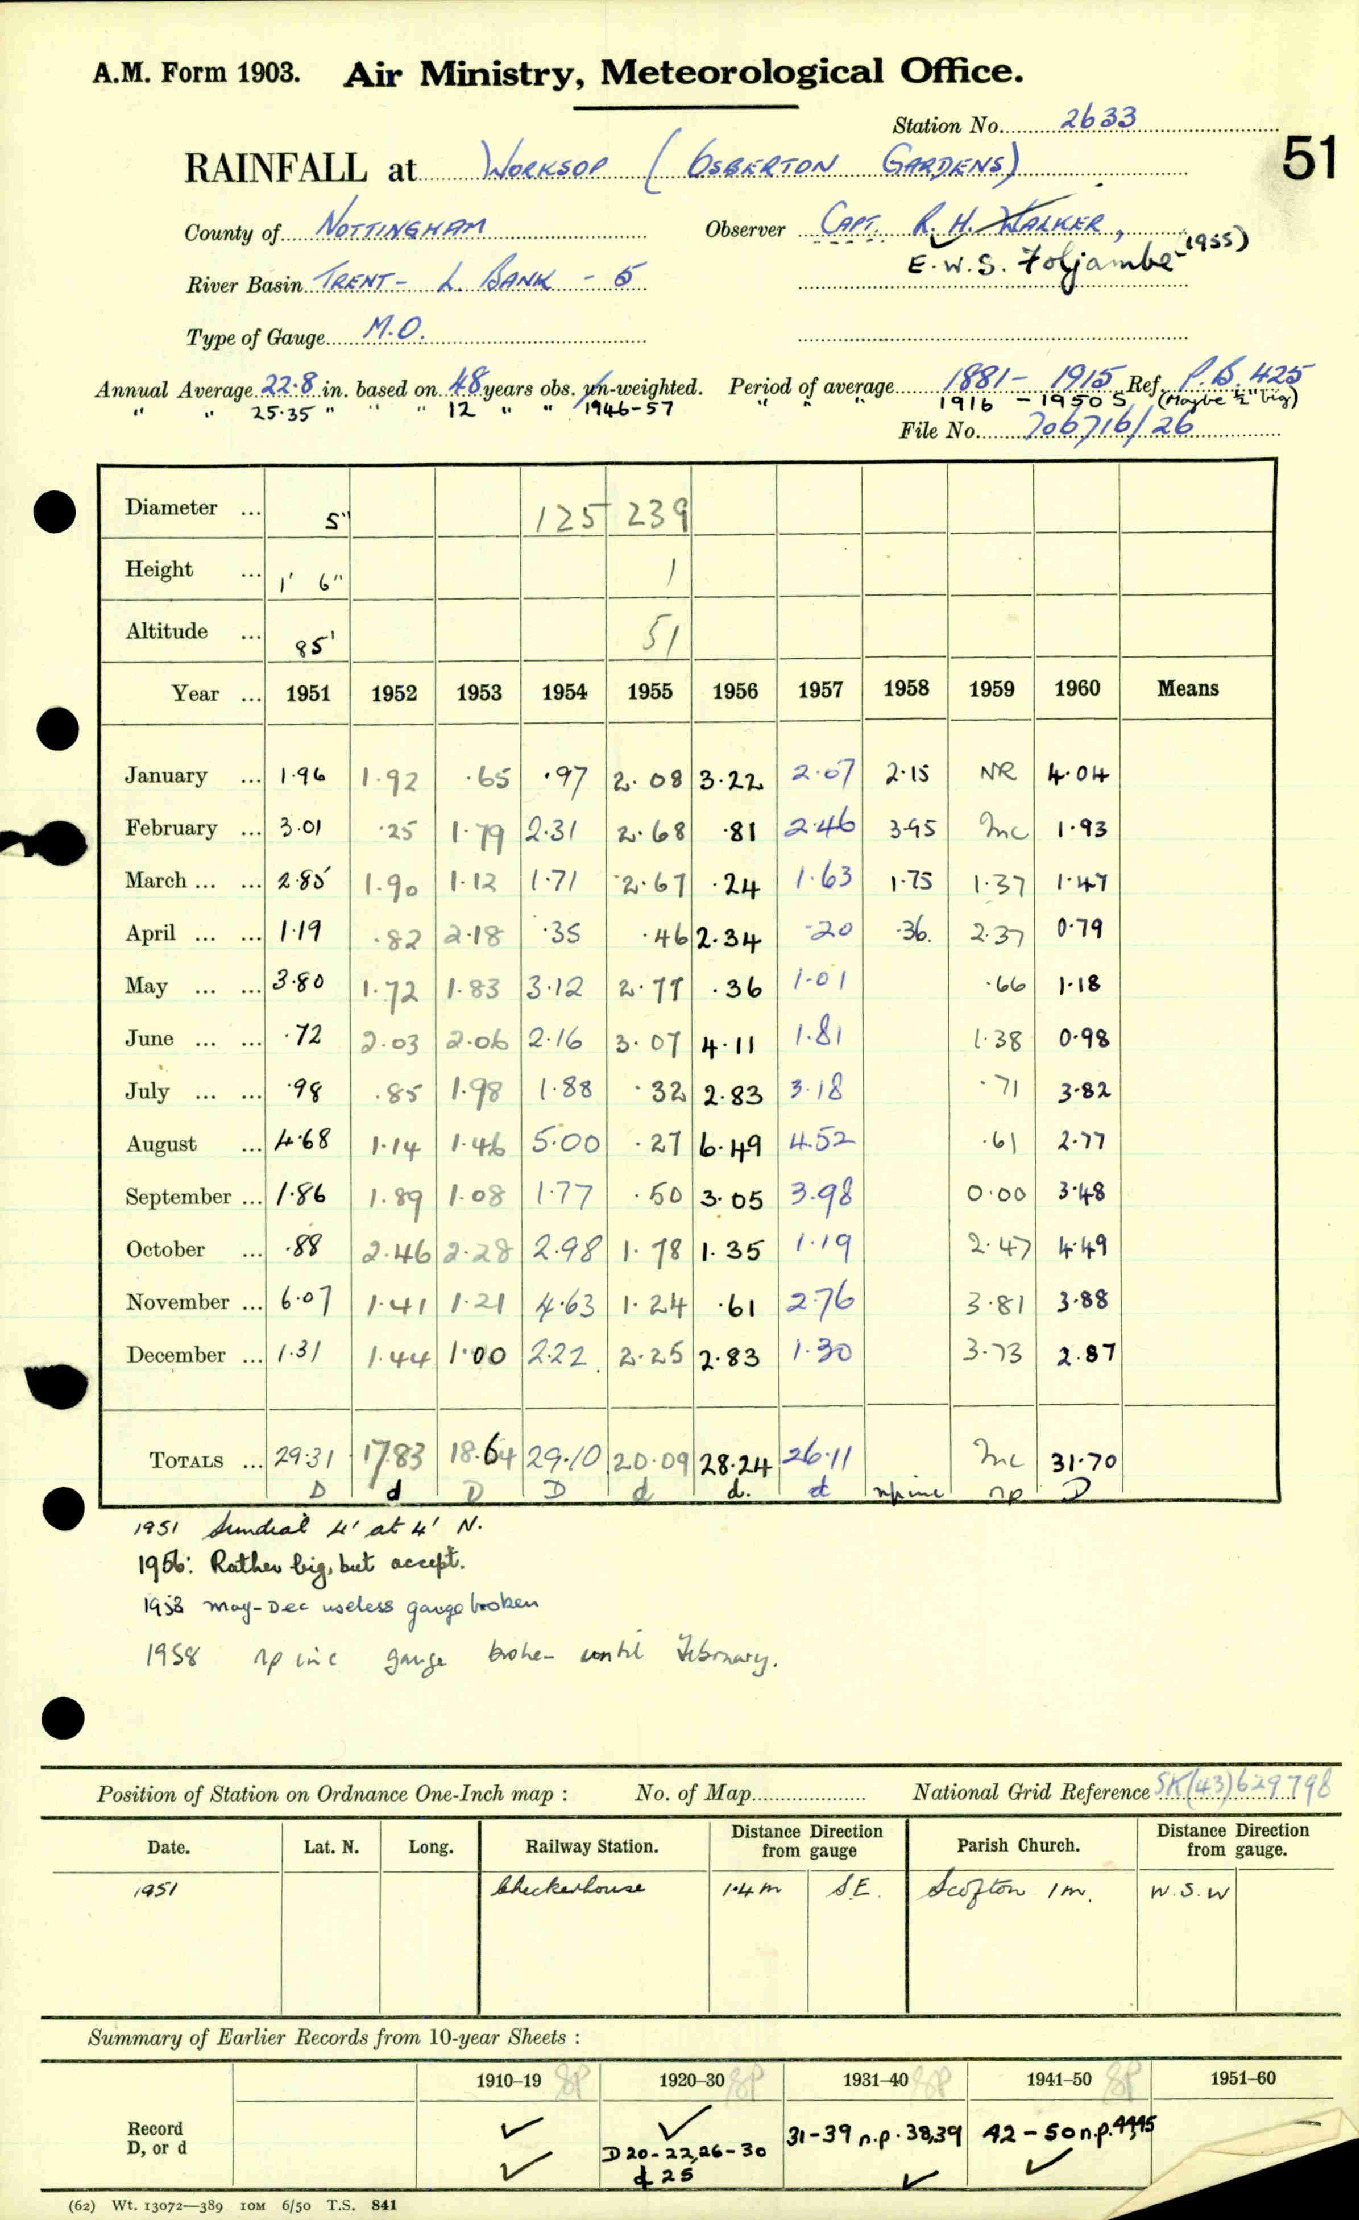 A.M. Form 1903. Air Ministry, Meteorological Office.
Station No. 2633
51
RAINFALL at WORKSOP (OSBERTON GARDENS)
County of NOTTINGHAM Observer CAPT. R. H. WALKER,
E.W.S. Foljambe (1955)
River Basin TRENT - L. BANK - 5
Type of Gauge M.O.
Annual Average 22.8 in. based on 48 years obs. un-weighted. Period of average 1881 - 1915 Ref. P.B. 425
" " 25.35 " " " 12 " " 1946-57 " " " 1916 - 1950 S (Maybe ½" big)
File No. 706716/26
Diameter ... 5" 125 239
Height ... 1' 6" 1
Altitude ... 85' 51
Year ... 1951 1952 1953 1954 1955 1956 1957 1958 1959 1960 Means
January ... 1.96 1.92 .65 .97 2.08 3.22 2.07 2.15 NR 4.04
February ... 3.01 .25 1.79 2.31 2.68 .81 2.46 3.95 Inc 1.93
March ... ... 2.85 1.90 1.12 1.71 2.67 .24 1.63 1.75 1.37 1.47
April ... ... 1.19 .82 2.18 .35 .46 2.34 .20 .36. 2.37 0.79
May ... ... 3.80 1.72 1.83 3.12 2.77 .36 1.01 .66 1.18
June ... ... .72 2.03 2.06 2.16 3.07 4.11 1.81 1.38 0.98
July ... ... .98 .85 1.98 1.88 .32 2.83 3.18 .71 3.82
August ... 4.68 1.14 1.46 5.00 .27 6.49 4.52 .61 2.77
September ... 1.86 1.89 1.08 1.77 .50 3.05 3.98 0.00 3.48
October ... .88 2.46 2.28 2.98 1.78 1.35 1.19 2.47 4.49
November ... 6.07 1.41 1.21 4.63 1.24 .61 2.76 3.81 3.88
December ... 1.31 1.44 1.00 2.22 2.25 2.83 1.30 3.73 2.87
TOTALS ... 29.31 17.83 18.64 29.10 20.09 28.24 26.11 Inc 31.70
D d D D d d. d np inc np D
1951 Sundial 4' at 4' N.
1956: Rather big, but accept.
1958 May-Dec useless gauge broken
1958 np inc gauge broken until February.
Position of Station on Ordnance One-Inch map : No. of Map National Grid Reference SK(43)629798
Date. Lat. N. Long. Railway Station. Distance Direction from gauge Parish Church. Distance Direction from gauge.
1951 Checkerhouse 1.4 m S.E. Scofton 1 m. W.S.W
Summary of Earlier Records from 10-year Sheets :
1910–19 8P 1920–30 8P 1931–40 8P 1941–50 8P 1951–60
Record ✓ ✓ 31-39 n.p. 38,39 42-50 n.p. 44,45 —
D, or d ✓ D 20-22,26-30 ✓ ✓
d 25
(62) Wt. 13072—389 10M 6/50 T.S. 841